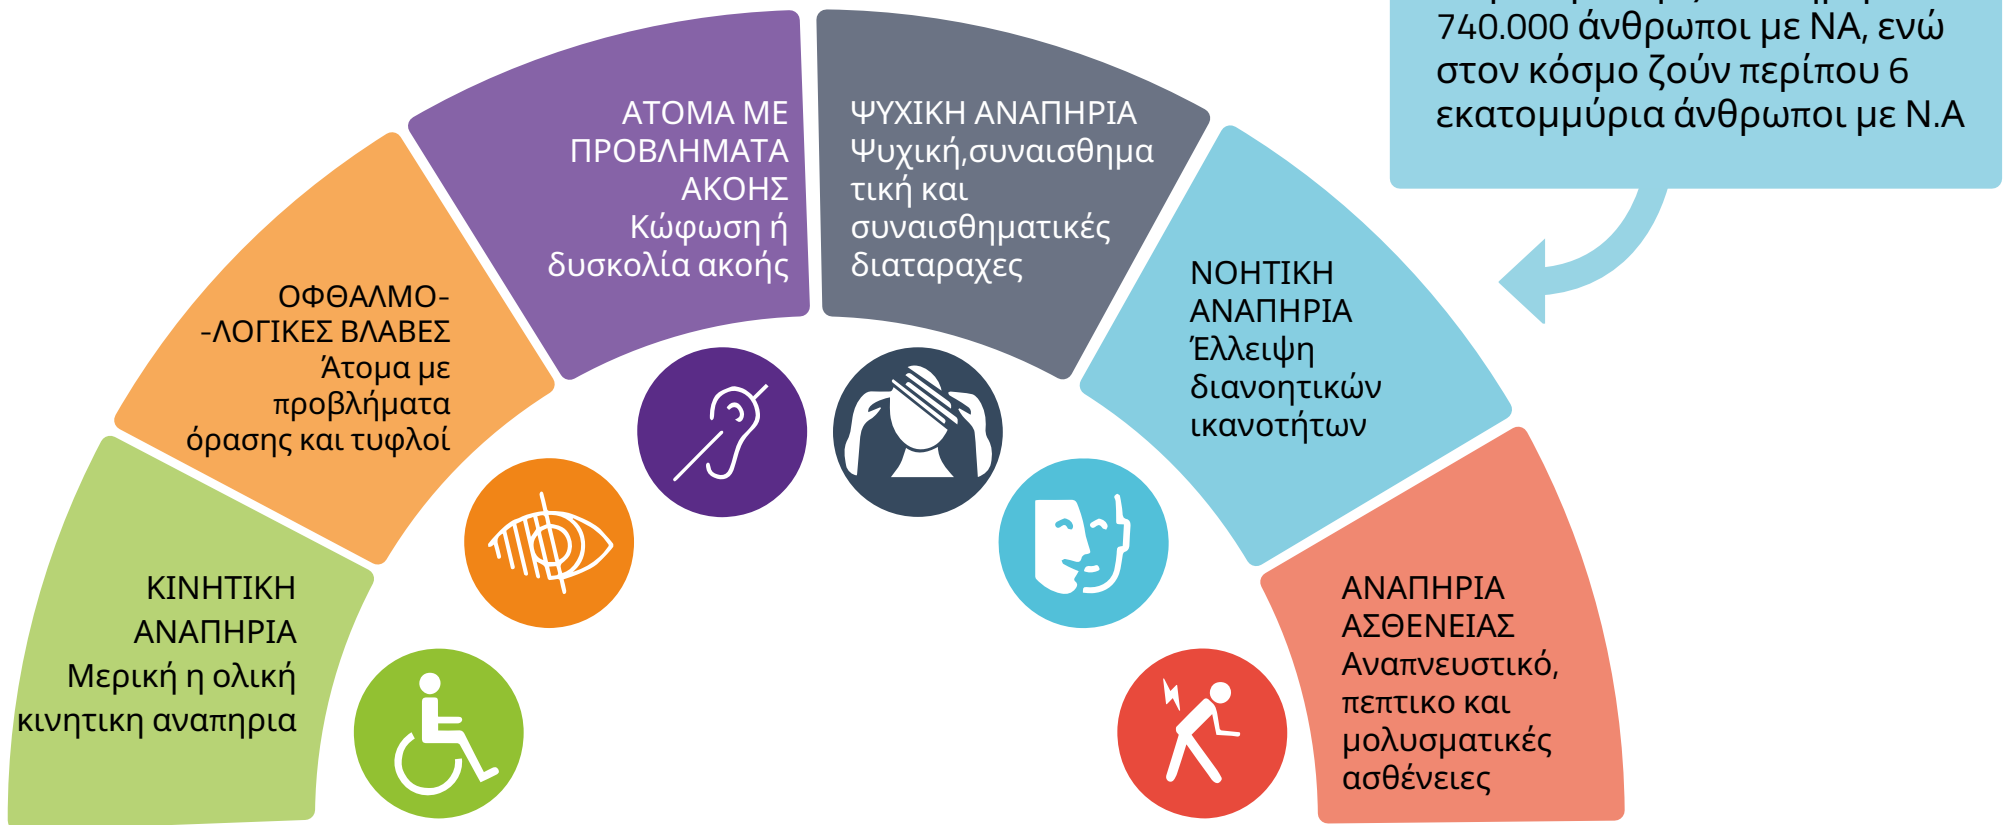 740.000 άνθρωποι με ΝΑ, ενώ
στον κόσμο ζούν περίπου 6
εκατομμύρια άνθρωποι με Ν.Α
ΑΤΟΜΑ ΜΕ
ΠΡΟΒΛΗΜΑΤΑ
ΑΚΟΗΣ
Κώφωση ή
δυσκολία ακοής
ΨΥΧΙΚΗ ΑΝΑΠΗΡΙΑ
Ψυχική,συναισθημα
τική και
συναισθηματικές
διαταραχες
ΟΦΘΑΛΜΟ-
-ΛΟΓΙΚΕΣ ΒΛΑΒΕΣ
Άτομα με
προβλήματα
όρασης και τυφλοί
ΝΟΗΤΙΚΗ
ΑΝΑΠΗΡΙΑ
Έλλειψη
διανοητικών
ικανοτήτων
ΚΙΝΗΤΙΚΗ
ΑΝΑΠΗΡΙΑ
Μερική η ολική
κινητικη αναπηρια
ΑΝΑΠΗΡΙΑ
ΑΣΘΕΝΕΙΑΣ
Αναπνευστικό,
πεπτικο και
μολυσματικές
ασθένειες